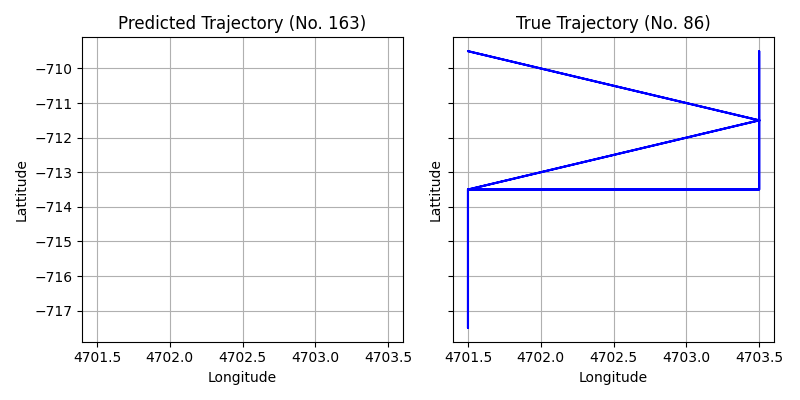 Predicted Trajectory (No. 163)
True Trajectory (No. 86)
Lattitude
−710
−711
−712
−713
−714
−715
−716
−717
4701.5 4702.0 4702.5 4703.0 4703.5
Longitude
Lattitude
4701.5 4702.0 4702.5 4703.0 4703.5
Longitude